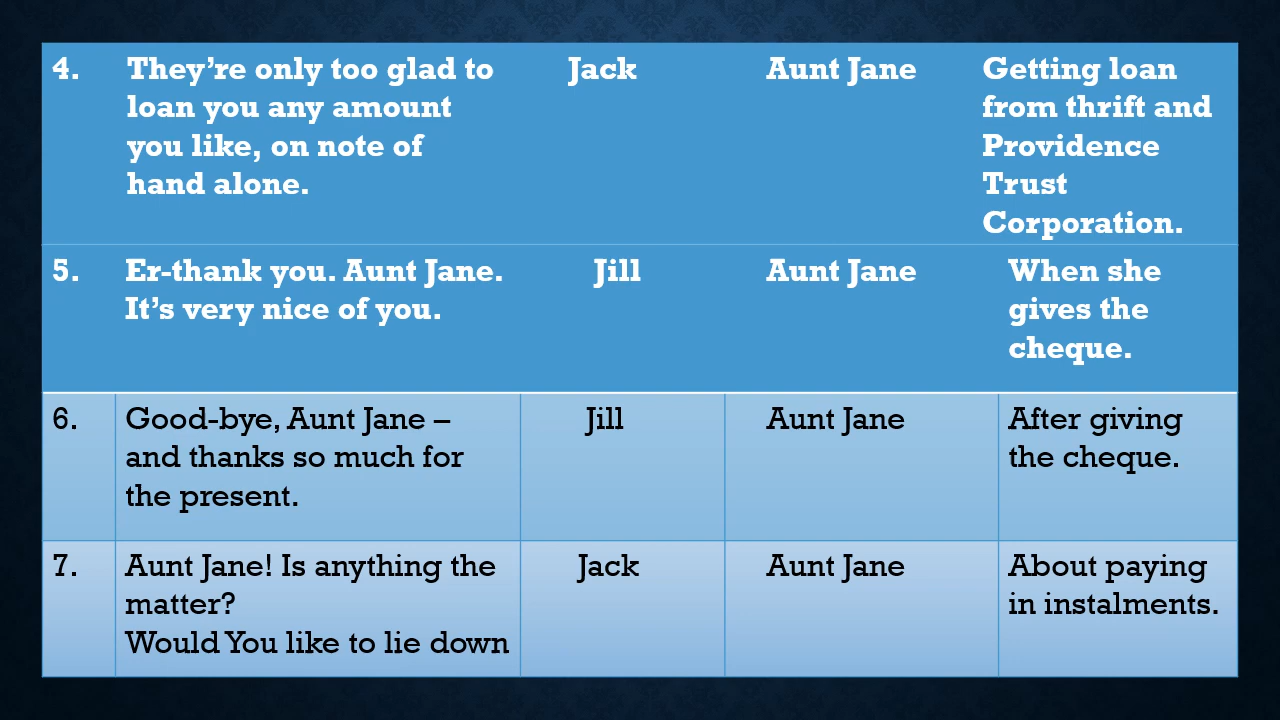 4. They're only too glad to Jack Aunt Jane Getting loan
loan you any amount from thrift and
you like, on note of Providence
hand alone. Trust
Corporation.
5. Er-thank you. Aunt Jane. Jill Aunt Jane When she
It's very nice of you. gives the
cheque.
6. Good-bye, Aunt Jane – Jill Aunt Jane After giving
and thanks so much for the cheque.
the present.
7. Aunt Jane! Is anything the Jack Aunt Jane About paying
matter? in instalments.
Would You like to lie down